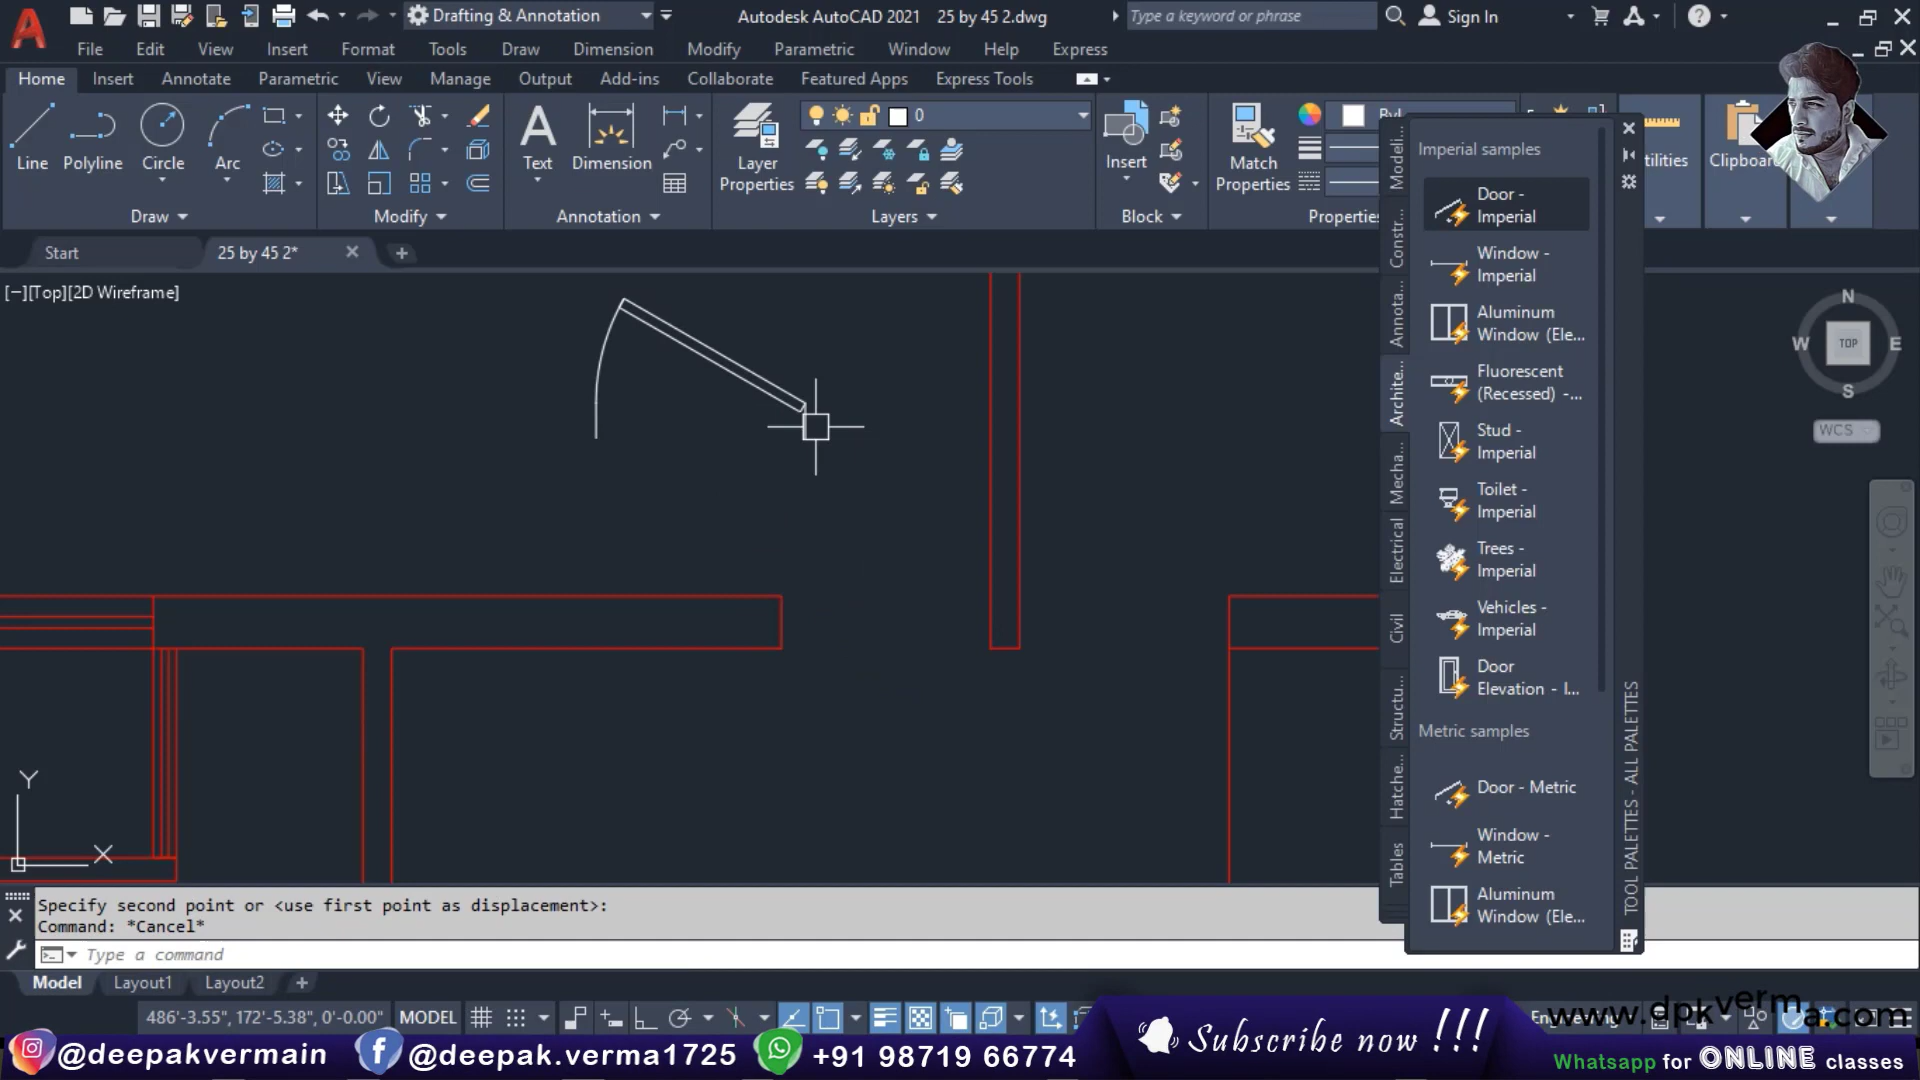 Drafting & Annotation
Autodesk AutoCAD 2021 25 by 45 2.dwg
Type a keyword or phrase
Sign In
File Edit View Insert Format Tools Draw Dimension Modify Parametric Window Help Express
Home Insert Annotate Parametric View Manage Output Add-ins Collaborate Featured Apps Express Tools
0
Line Polyline Circle Arc
Text Dimension
Layer Properties
Insert
Match Properties
Clipboar
Draw Modify Annotation Layers Block Properties
Start 25 by 45 2*
[−][Top][2D Wireframe]
N
W TOP E
S
WCS
Y
X
Modeli...
Constr...
Annota...
Archite...
Mecha...
Electrical
Civil
Structu...
Hatche...
Tables
Imperial samples
Door - Imperial
Window - Imperial
Aluminum Window (Ele...
Fluorescent (Recessed) -...
Stud - Imperial
Toilet - Imperial
Trees - Imperial
Vehicles - Imperial
Door Elevation - I...
Metric samples
Door - Metric
Window - Metric
Aluminum Window (Ele...
TOOL PALETTES - ALL PALETTES
Specify second point or <use first point as displacement>:
Command: *Cancel*
Type a command
Model Layout1 Layout2
486'-3.55", 172'-5.38", 0'-0.00" MODEL
www.dpkverma.com
@deepakvermain
@deepak.verma1725
+91 98719 66774
Subscribe now !!!
Whatsapp for ONLINE classes